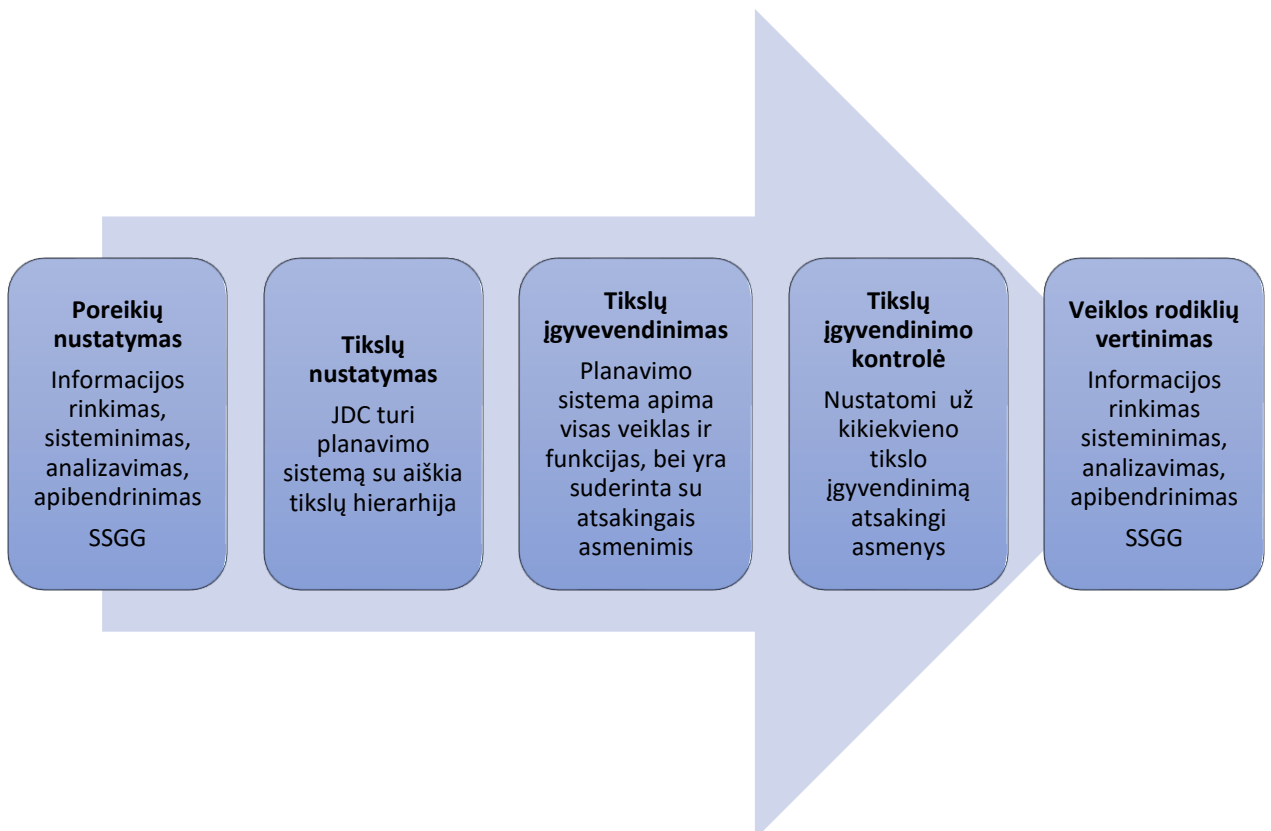 Poreikių
nustatymas
Informacijos
rinkimas,
sisteminimas,
analizavimas,
apibendrinimas
SSGG
Tikslų
nustatymas
JDC turi
planavimo
sistemą su aiškia
tikslų hierarhija
Tikslų
įgyvevendinimas
Planavimo
sistema apima
visas veiklas ir
funkcijas, bei yra
suderinta su
atsakingais
asmenimis
Tikslų
įgyvendinimo
kontrolė
Nustatomi už
kikiekvieno
tikslo
įgyvendinimą
atsakingi
asmenys
Veiklos rodiklių
vertinimas
Informacijos
rinkimas
sisteminimas,
analizavimas,
apibendrinimas
SSGG